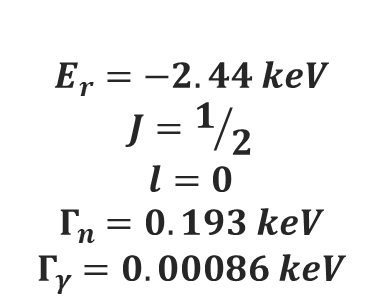 E_r = −2.44 keV
J = 1/2
l = 0
Γ_n = 0.193 keV
Γ_γ = 0.00086 keV